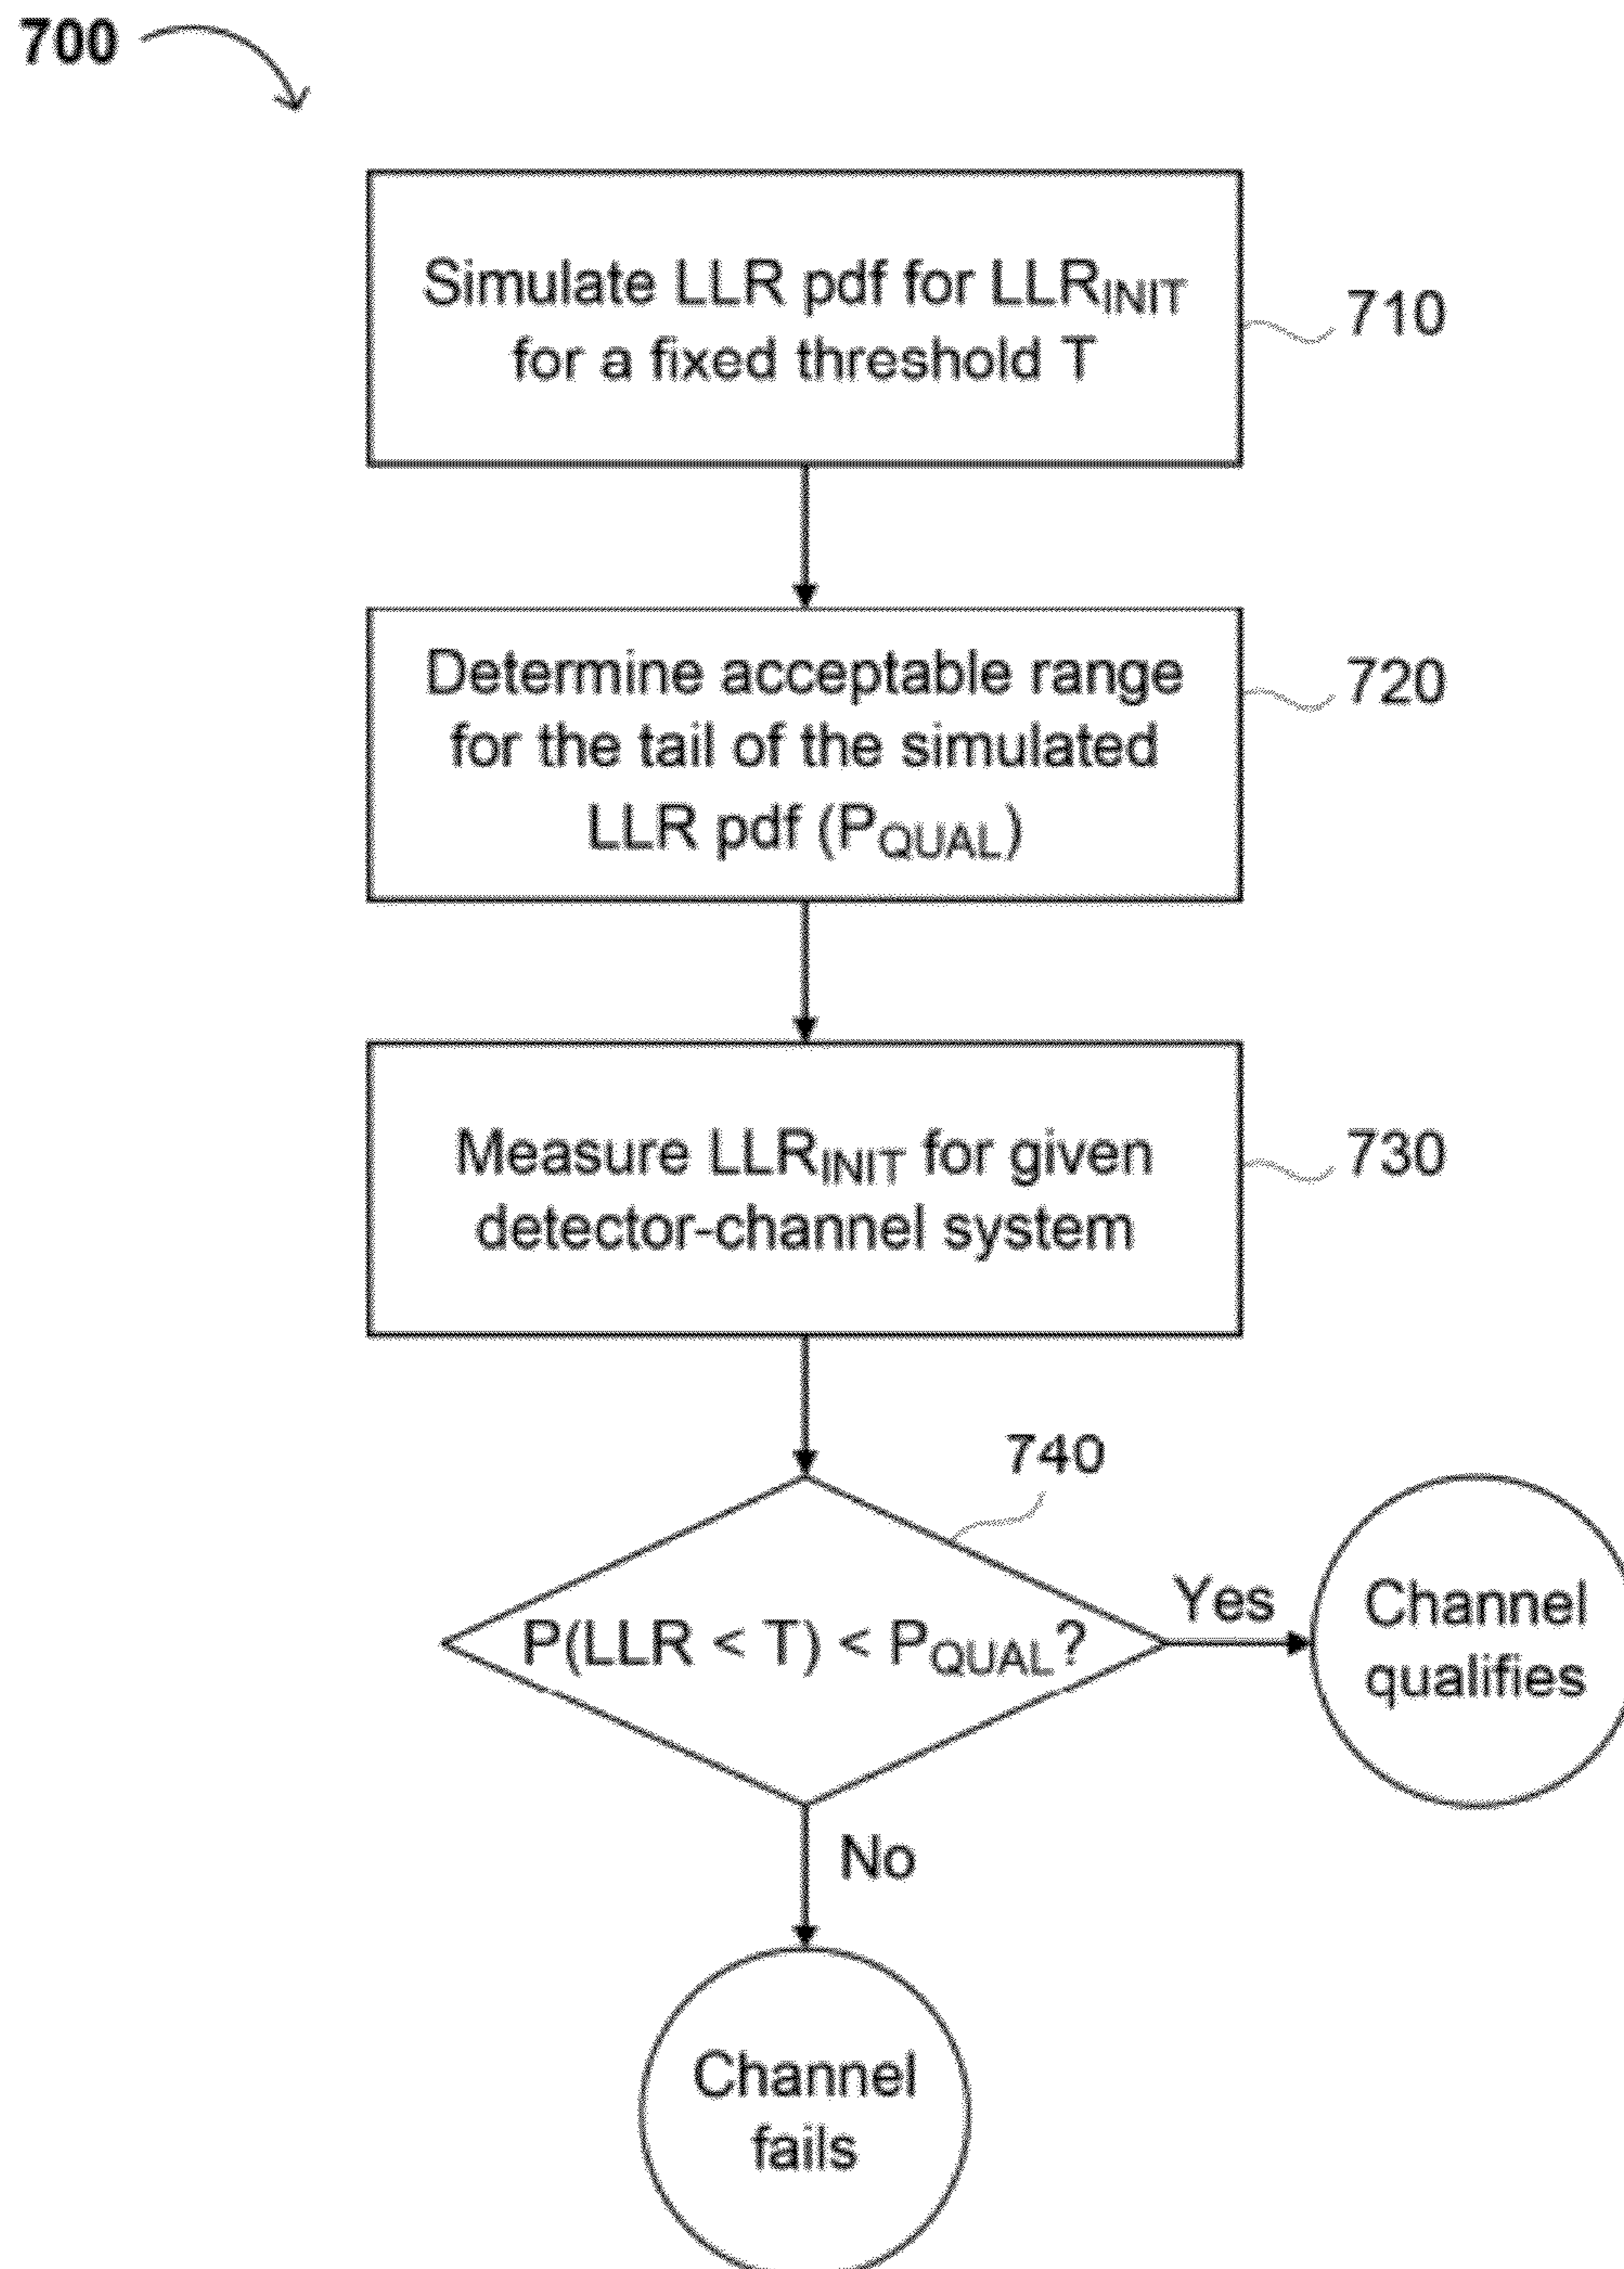 700
Simulate LLR pdf for LLRINIT
for a fixed threshold T
710
Determine acceptable range
for the tail of the simulated
LLR pdf (PQUAL)
720
Measure LLRINIT for given
detector-channel system
730
740
P(LLR < T) < PQUAL?
Yes
Channel
qualifies
No
Channel
fails